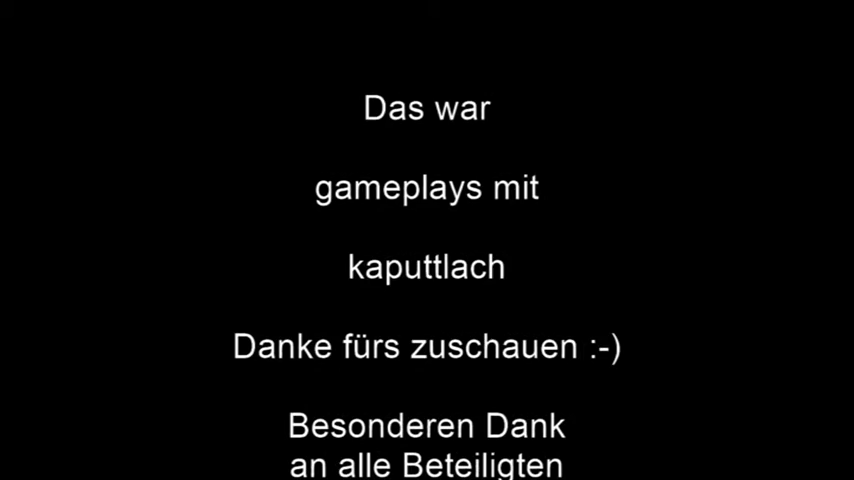 Das war
gameplays mit
kaputtlach
Danke fürs zuschauen :-)
Besonderen Dank
an alle Beteiligten